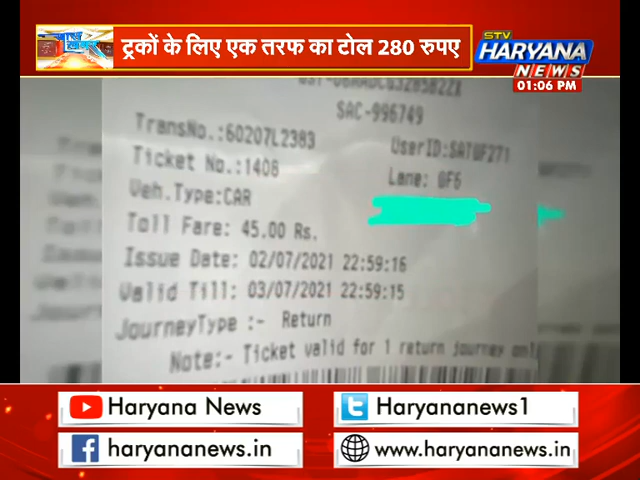 ट्रकों के लिए एक तरफ का टोल 280 रुपए
STV
HARYANA
NEWS
01:06 PM
SAC-996749
TransNo.:60207L2383
UserID:SATUF271
Ticket No.:1408
Lane: 0F6
Veh.Type:CAR
Toll Fare: 45.00 Rs.
Issue Date: 02/07/2021 22:59:16
Valid Till: 03/07/2021 22:59:15
JourneyType :- Return
Note:- Ticket valid for 1 return journey
Haryana News
Haryananews1
haryananews.in
www.haryananews.in